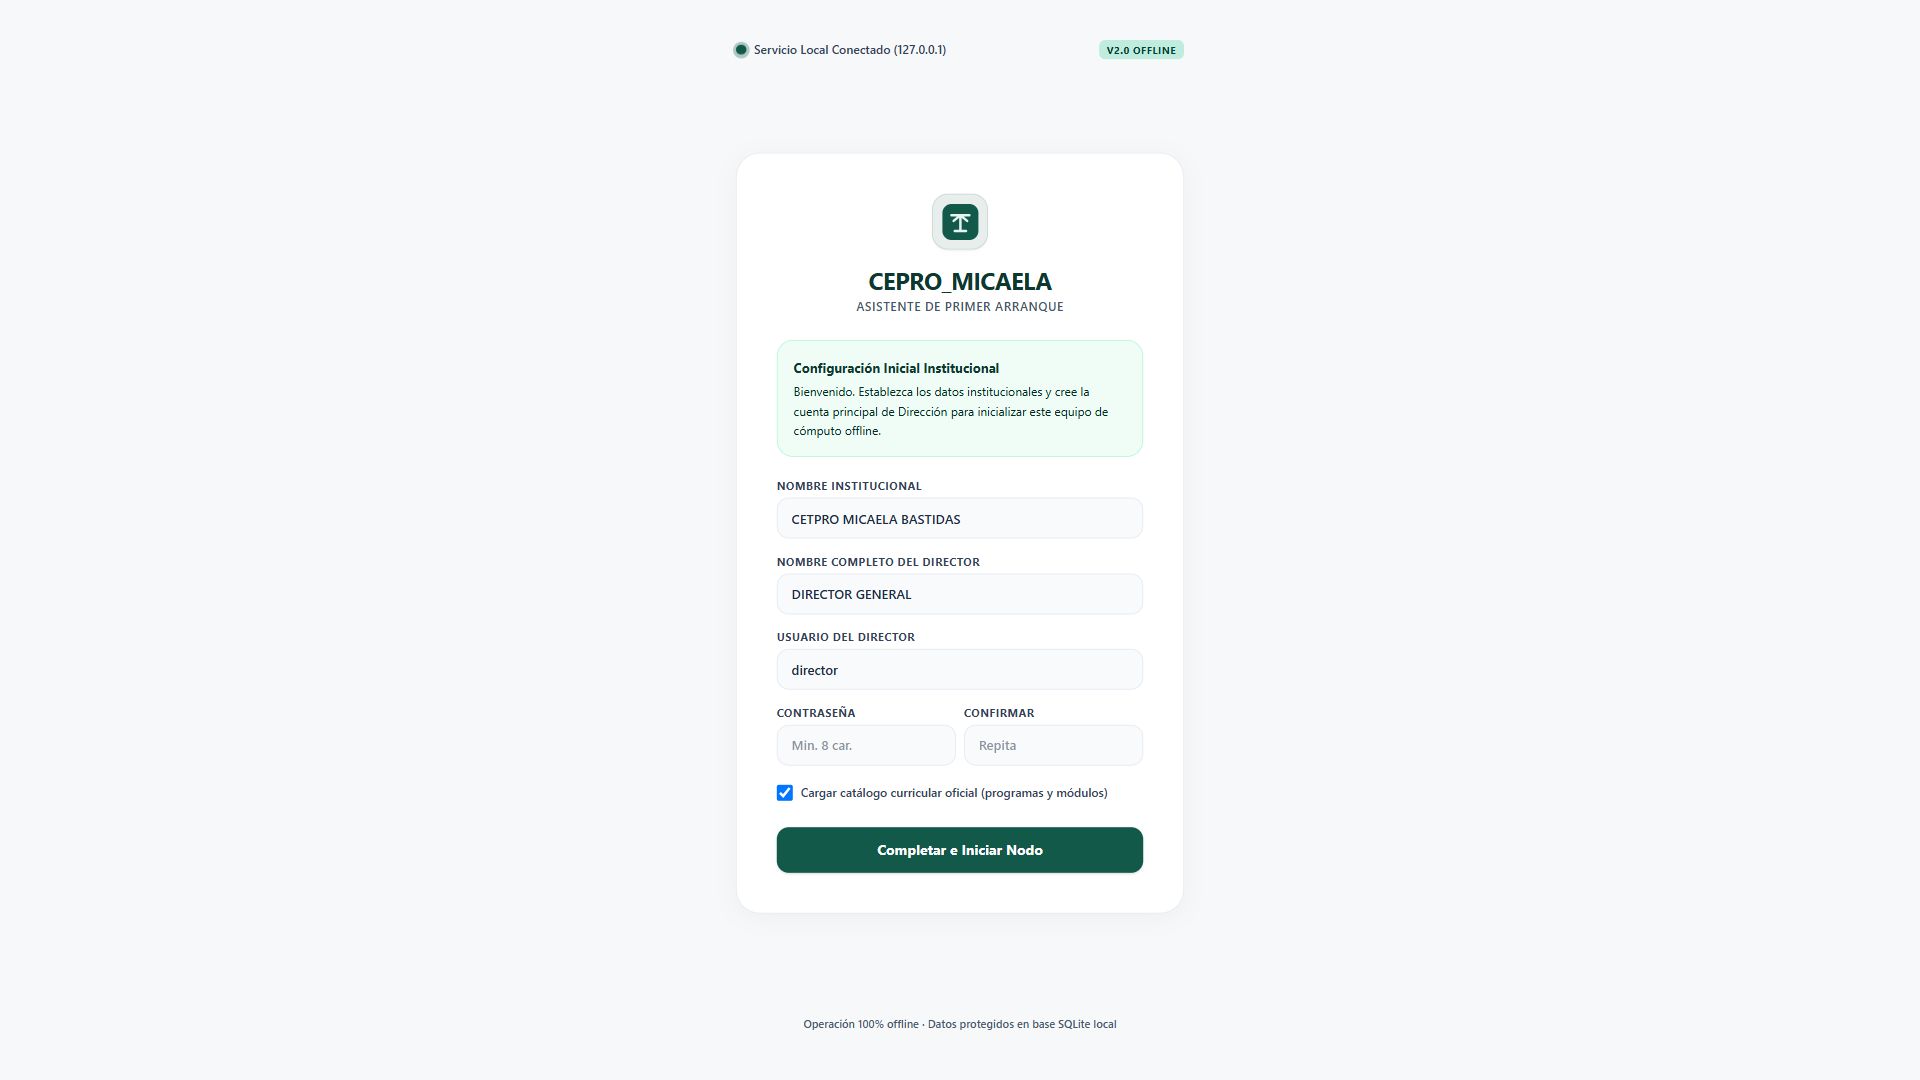 Servicio Local Conectado (127.0.0.1)
V2.0 OFFLINE
CEPRO_MICAELA
ASISTENTE DE PRIMER ARRANQUE
Configuración Inicial Institucional
Bienvenido. Establezca los datos institucionales y cree la
cuenta principal de Dirección para inicializar este equipo de
cómputo offline.
NOMBRE INSTITUCIONAL
CETPRO MICAELA BASTIDAS
NOMBRE COMPLETO DEL DIRECTOR
DIRECTOR GENERAL
USUARIO DEL DIRECTOR
director
CONTRASEÑA
CONFIRMAR
Min. 8 car.
Repita
Cargar catálogo curricular oficial (programas y módulos)
Completar e Iniciar Nodo
Operación 100% offline · Datos protegidos en base SQLite local